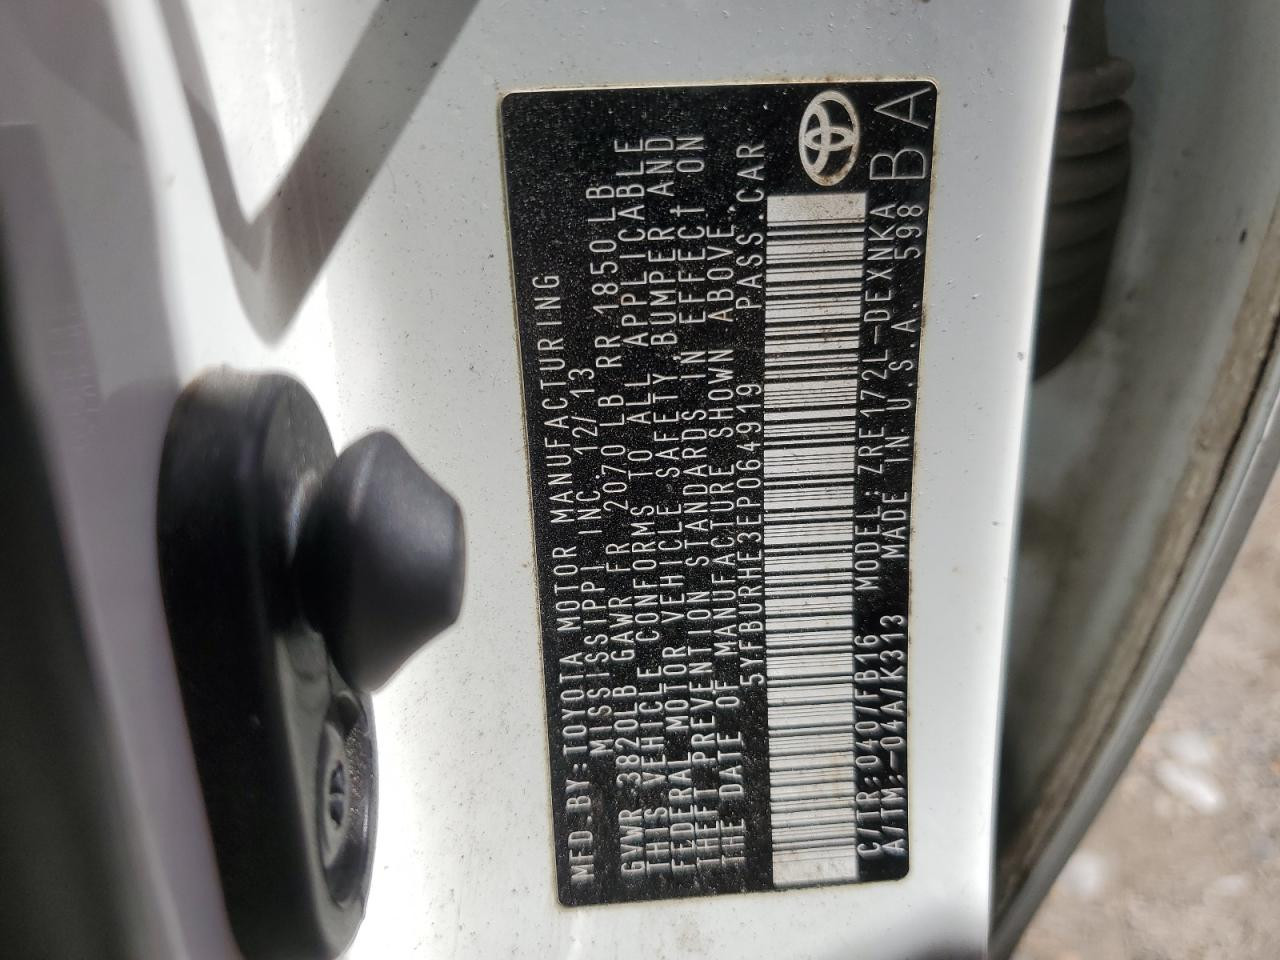 MFD.BY: TOYOTA MOTOR MANUFACTURING
MISSISSIPPI INC. 12/13
GVWR 3820LB GAWR FR 2070 LB RR 1850 LB
THIS VEHICLE CONFORMS TO ALL APPLICABLE
FEDERAL MOTOR VEHICLE SAFETY, BUMPER AND
THEFT PREVENTION STANDARDS IN EFFECT ON
THE DATE OF MANUFACTURE SHOWN ABOVE.
5YFBURHE3EP064919 PASS.CAR
C/TR: 040/FB16 MODEL: ZRE172L-DEXNKA BA
A/TM: -04A/K313 MADE IN U.S.A. 598